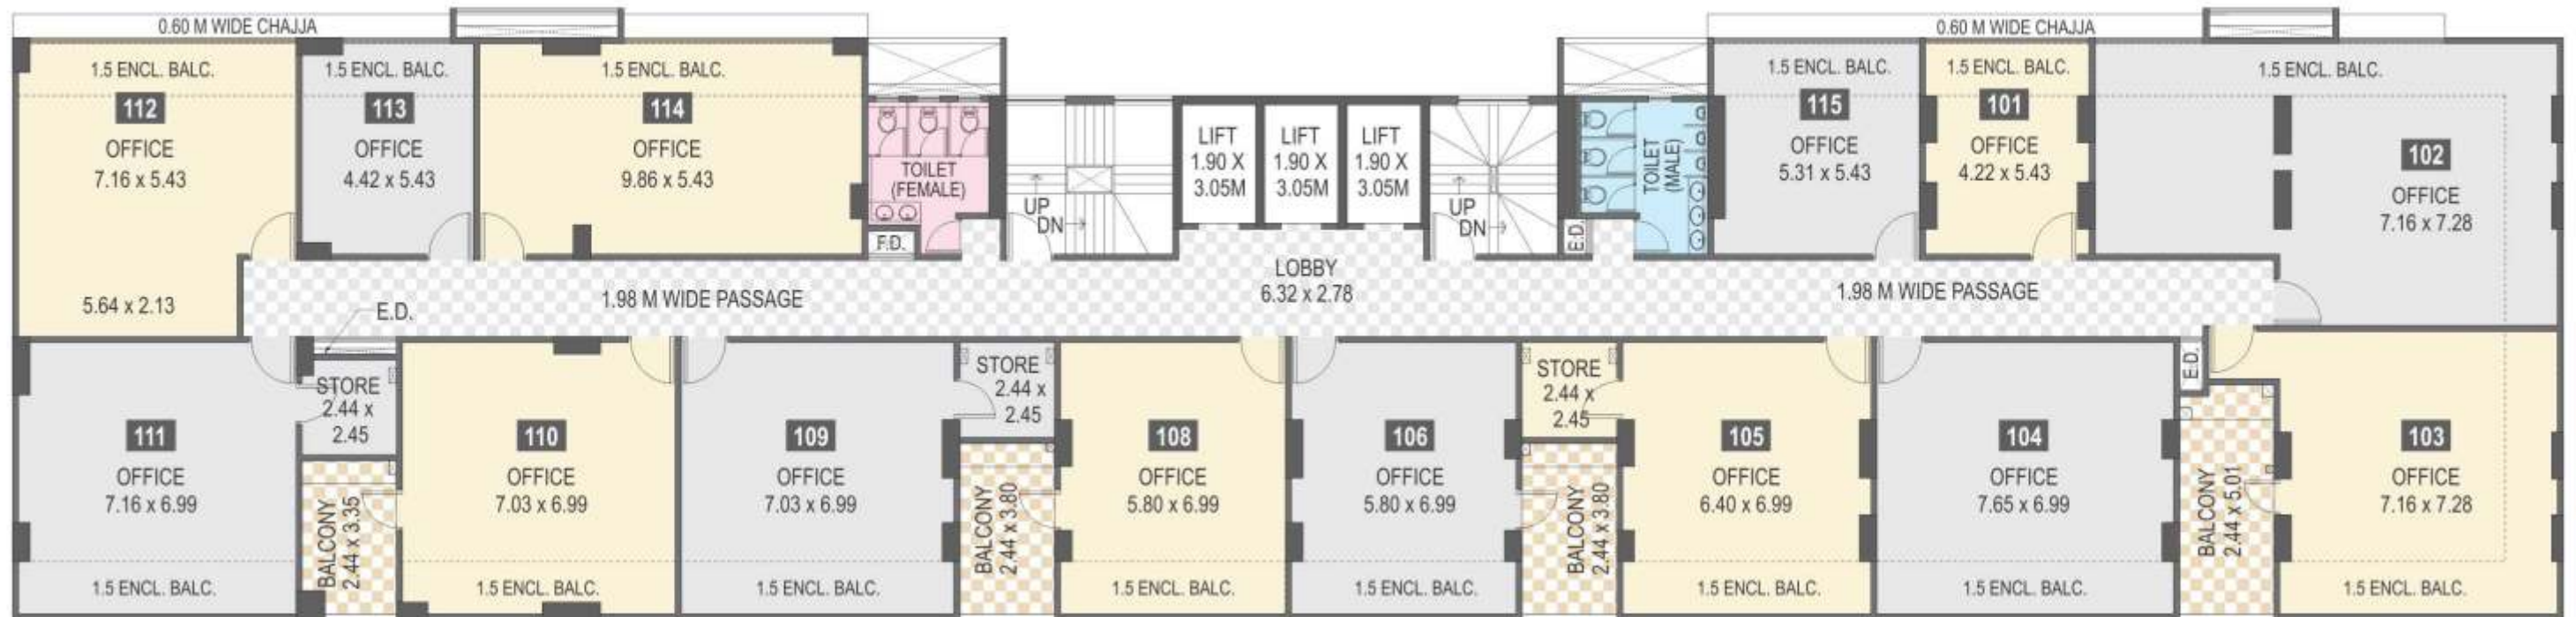 0.60 M WIDE CHAJJA
0.60 M WIDE CHAJJA
1.5 ENCL. BALC.
112
OFFICE
7.16 x 5.43
5.64 x 2.13
1.5 ENCL. BALC.
113
OFFICE
4.42 x 5.43
1.5 ENCL. BALC.
114
OFFICE
9.86 x 5.43
TOILET
(FEMALE)
F.D.
UP
DN
LIFT
1.90 X
3.05M
LIFT
1.90 X
3.05M
LIFT
1.90 X
3.05M
UP
DN
E.D.
TOILET
(MALE)
1.5 ENCL. BALC.
115
OFFICE
5.31 x 5.43
1.5 ENCL. BALC.
101
OFFICE
4.22 x 5.43
1.5 ENCL. BALC.
102
OFFICE
7.16 x 7.28
E.D.
1.98 M WIDE PASSAGE
LOBBY
6.32 x 2.78
1.98 M WIDE PASSAGE
111
OFFICE
7.16 x 6.99
1.5 ENCL. BALC.
STORE
2.44 x
2.45
BALCONY
2.44 x 3.35
110
OFFICE
7.03 x 6.99
1.5 ENCL. BALC.
109
OFFICE
7.03 x 6.99
1.5 ENCL. BALC.
STORE
2.44 x
2.45
BALCONY
2.44 x 3.80
108
OFFICE
5.80 x 6.99
1.5 ENCL. BALC.
106
OFFICE
5.80 x 6.99
1.5 ENCL. BALC.
STORE
2.44 x
2.45
BALCONY
2.44 x 3.80
105
OFFICE
6.40 x 6.99
1.5 ENCL. BALC.
104
OFFICE
7.65 x 6.99
1.5 ENCL. BALC.
E.D.
BALCONY
2.44 x 5.01
103
OFFICE
7.16 x 7.28
1.5 ENCL. BALC.